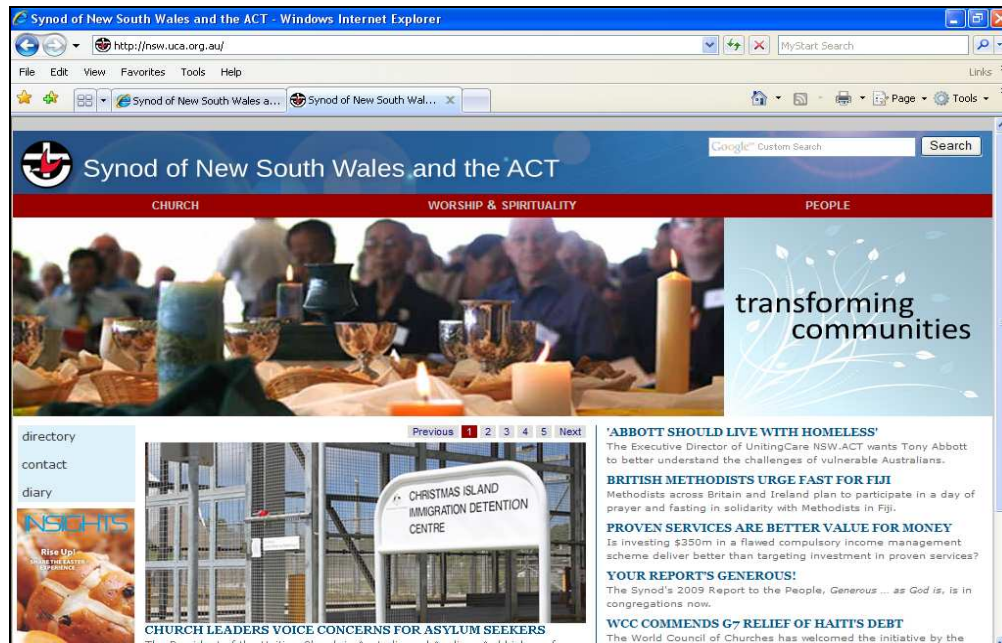 Synod of New South Wales and the ACT - Windows Internet Explorer
http://nsw.uca.org.au/
MyStart Search
File Edit View Favorites Tools Help
Links
Synod of New South Wales a...
Synod of New South Wal...
Page
Tools
Synod of New South Wales and the ACT
Google™ Custom Search
Search
CHURCH
WORSHIP & SPIRITUALITY
PEOPLE
transforming
communities
directory
contact
diary
INSIGHTS
Rise Up!
SHARE THE EASTER
EXPERIENCE
Previous 1 2 3 4 5 Next
CHRISTMAS ISLAND
IMMIGRATION DETENTION
CENTRE
CHURCH LEADERS VOICE CONCERNS FOR ASYLUM SEEKERS
'ABBOTT SHOULD LIVE WITH HOMELESS'
The Executive Director of UnitingCare NSW.ACT wants Tony Abbott
to better understand the challenges of vulnerable Australians.
BRITISH METHODISTS URGE FAST FOR FIJI
Methodists across Britain and Ireland plan to participate in a day of
prayer and fasting in solidarity with Methodists in Fiji.
PROVEN SERVICES ARE BETTER VALUE FOR MONEY
Is investing $350m in a flawed compulsory income management
scheme deliver better than targeting investment in proven services?
YOUR REPORT'S GENEROUS!
The Synod's 2009 Report to the People, Generous ... as God is, is in
congregations now.
WCC COMMENDS G7 RELIEF OF HAITI'S DEBT
The World Council of Churches has welcomed the initiative by the